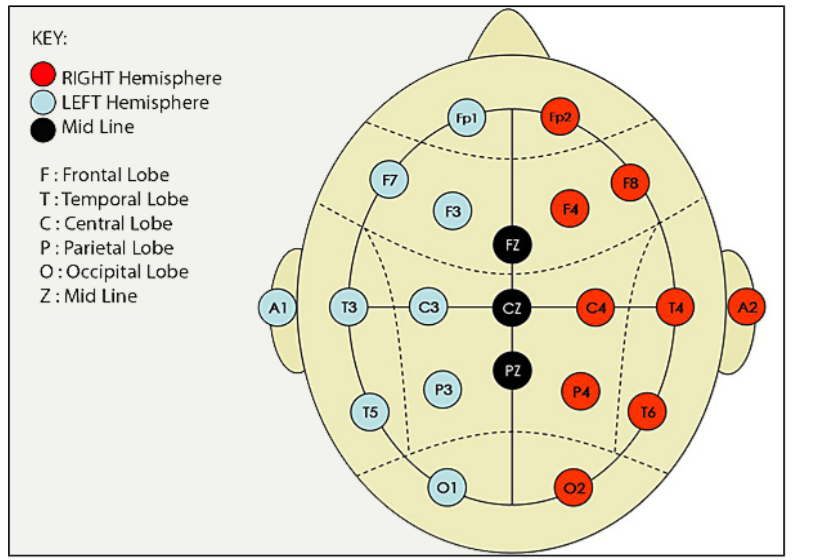 KEY:
RIGHT Hemisphere
LEFT Hemisphere
Mid Line
F : Frontal Lobe
T : Temporal Lobe
C : Central Lobe
P : Parietal Lobe
O : Occipital Lobe
Z : Mid Line
Fp1 Fp2
F7 F8
F3 F4
FZ
A1 T3 C3 CZ C4 T4 A2
PZ
P3 P4
T5 T6
O1 O2